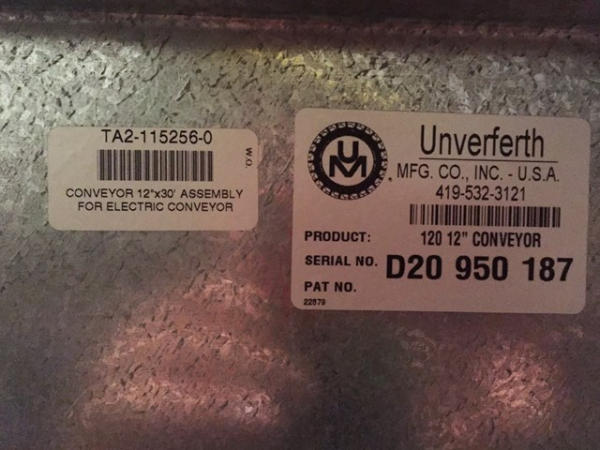 TA2-115256-0
W.O.
CONVEYOR 12"x30' ASSEMBLY
FOR ELECTRIC CONVEYOR
UM
Unverferth
MFG. CO., INC. - U.S.A.
419-532-3121
PRODUCT: 120 12" CONVEYOR
SERIAL NO. D20 950 187
PAT NO.
22879